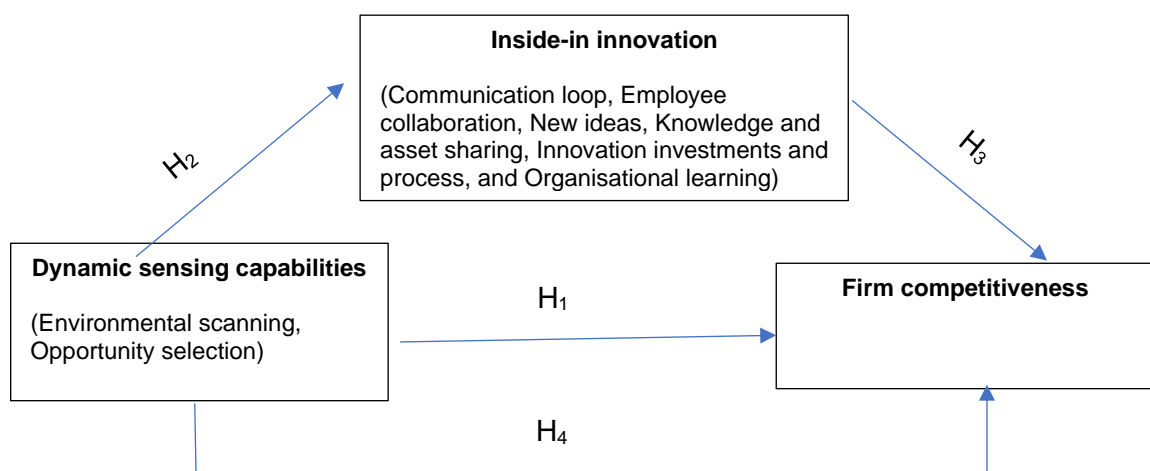 Inside-in innovation
(Communication loop, Employee
collaboration, New ideas, Knowledge and
asset sharing, Innovation investments and
process, and Organisational learning)
H2
H3
Dynamic sensing capabilities
(Environmental scanning,
Opportunity selection)
H1
Firm competitiveness
H4